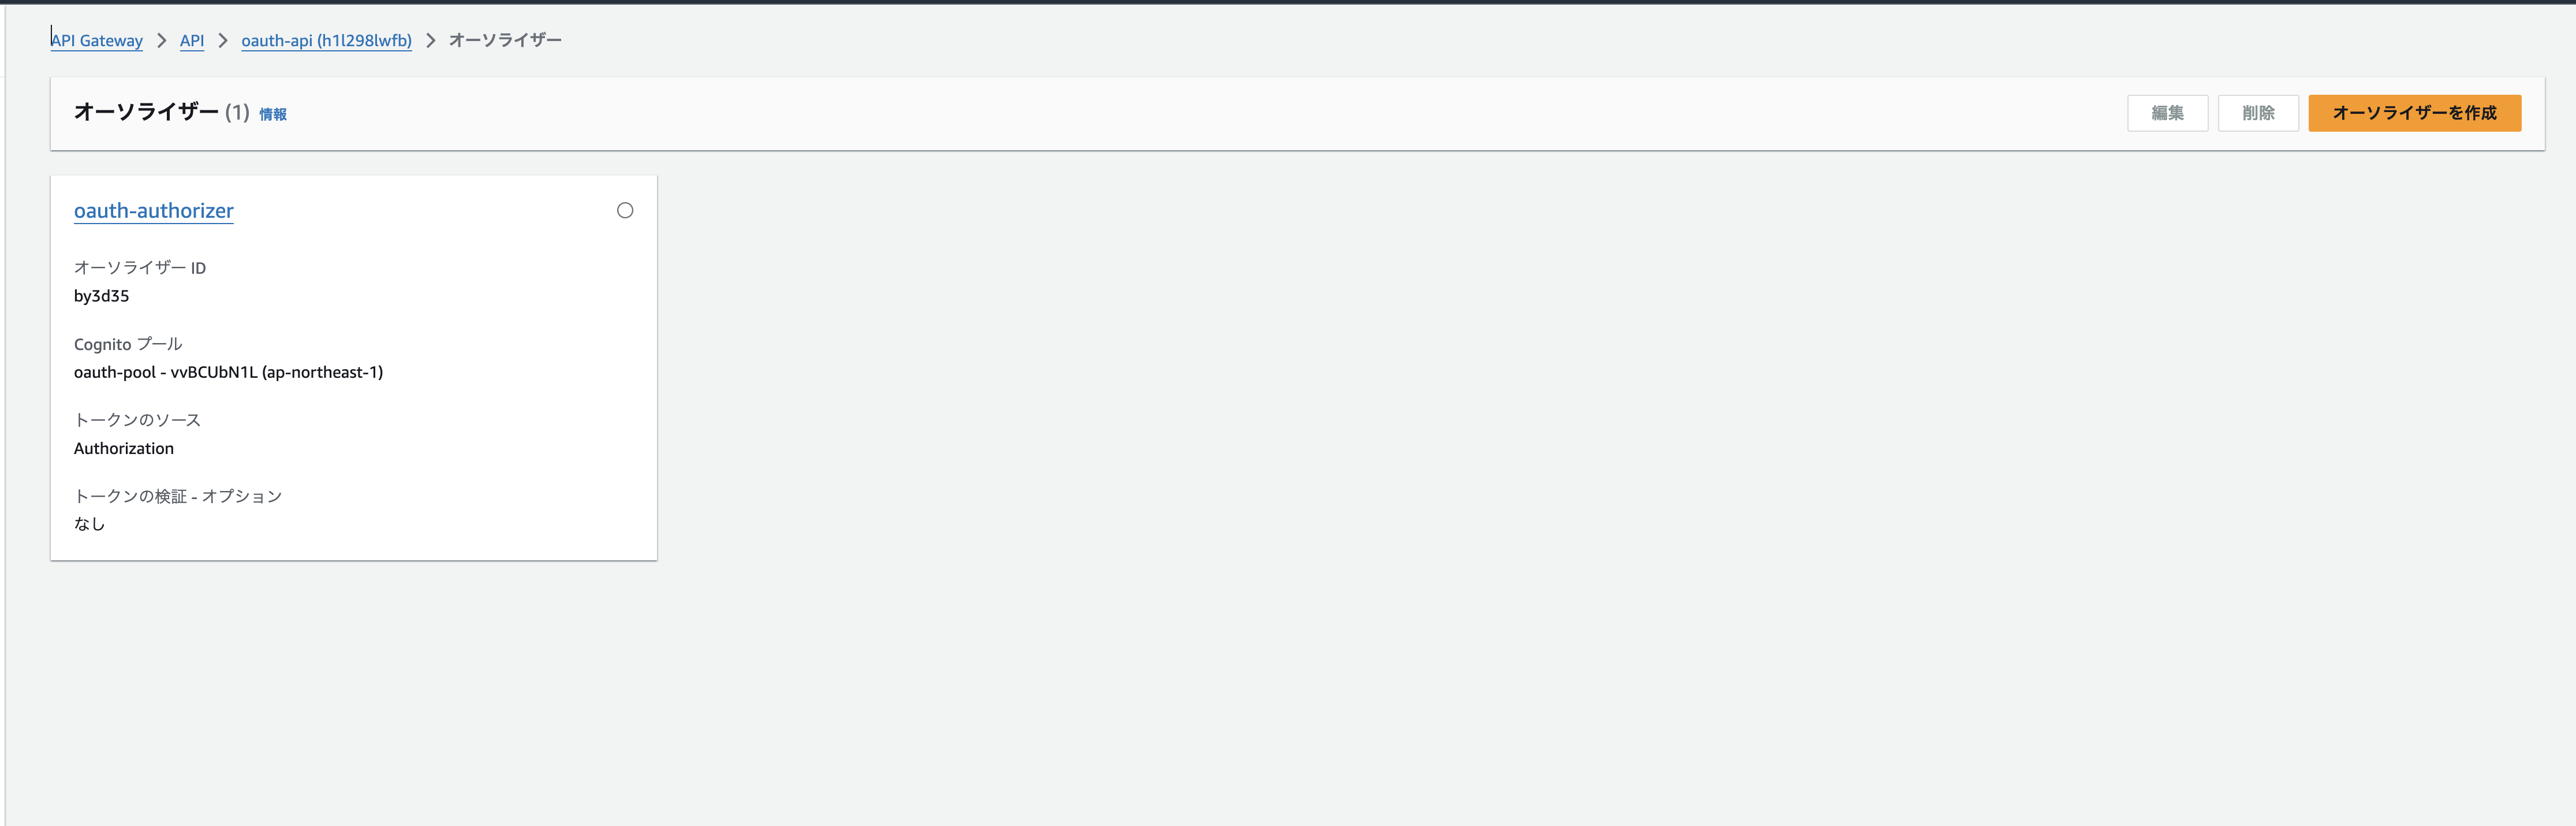 API Gateway > API > oauth-api (h1l298lwfb) > オーソライザー
オーソライザー (1) 情報
編集 削除 オーソライザーを作成
oauth-authorizer
オーソライザー ID
by3d35
Cognito プール
oauth-pool - vvBCUbN1L (ap-northeast-1)
トークンのソース
Authorization
トークンの検証 - オプション
なし